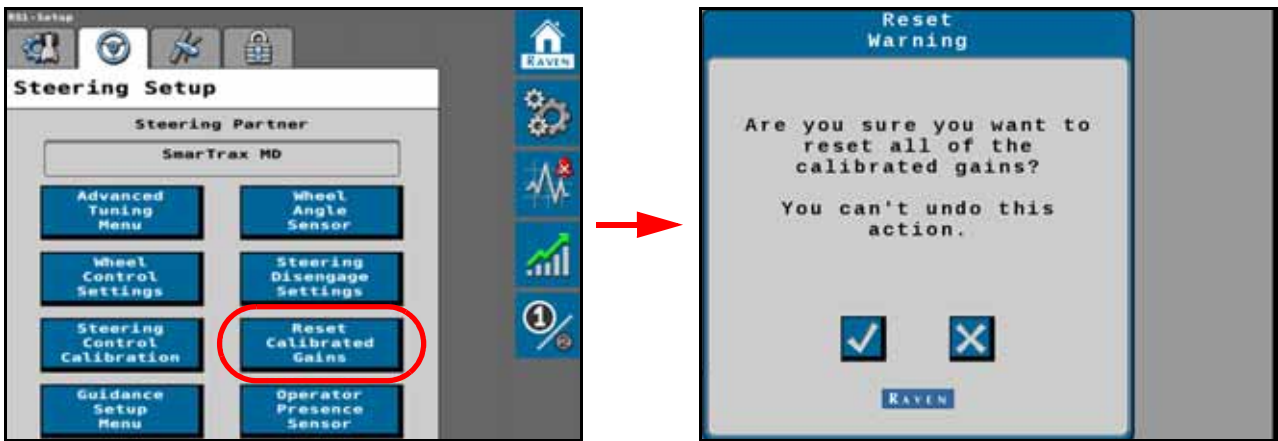 RS1-Setup
Steering Setup
Steering Partner
SmarTrax MD
Advanced
Tuning
Menu
Wheel
Angle
Sensor
Wheel
Control
Settings
Steering
Disengage
Settings
Steering
Control
Calibration
Reset
Calibrated
Gains
Guidance
Setup
Menu
Operator
Presence
Sensor
RAVEN
1
Reset
Warning
Are you sure you want to
reset all of the
calibrated gains?
You can't undo this
action.
RAVEN